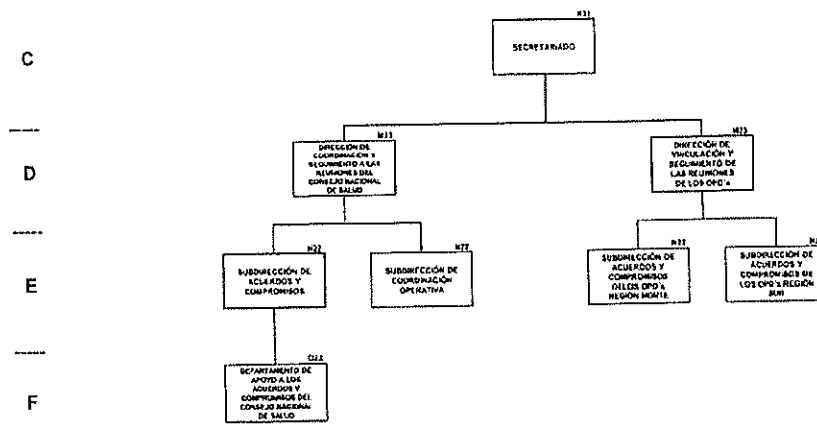 C
SECRETARIADO
D
DIRECCIÓN DE
COORDINACIÓN Y
SEGUIMIENTO A LAS
REUNIONES DEL
CONSEJO NACIONAL
DE SALUD
DIRECCIÓN DE
VINCULACIÓN Y
SEGUIMIENTO DE
LAS REUNIONES
DE LOS OPD's
E
N22
SUBDIRECCIÓN DE
ACUERDOS Y
COMPROMISOS
N22
SUBDIRECCIÓN DE
COORDINACIÓN
OPERATIVA
SUBDIRECCIÓN DE
ACUERDOS Y
COMPROMISOS
DE LOS OPD's
REGIÓN NORTE
SUBDIRECCIÓN DE
ACUERDOS Y
COMPROMISOS DE
LOS OPD's REGIÓN
SUR
F
DEPARTAMENTO DE
APOYO A LOS
ACUERDOS Y
COMPROMISOS DEL
CONSEJO NACIONAL
DE SALUD